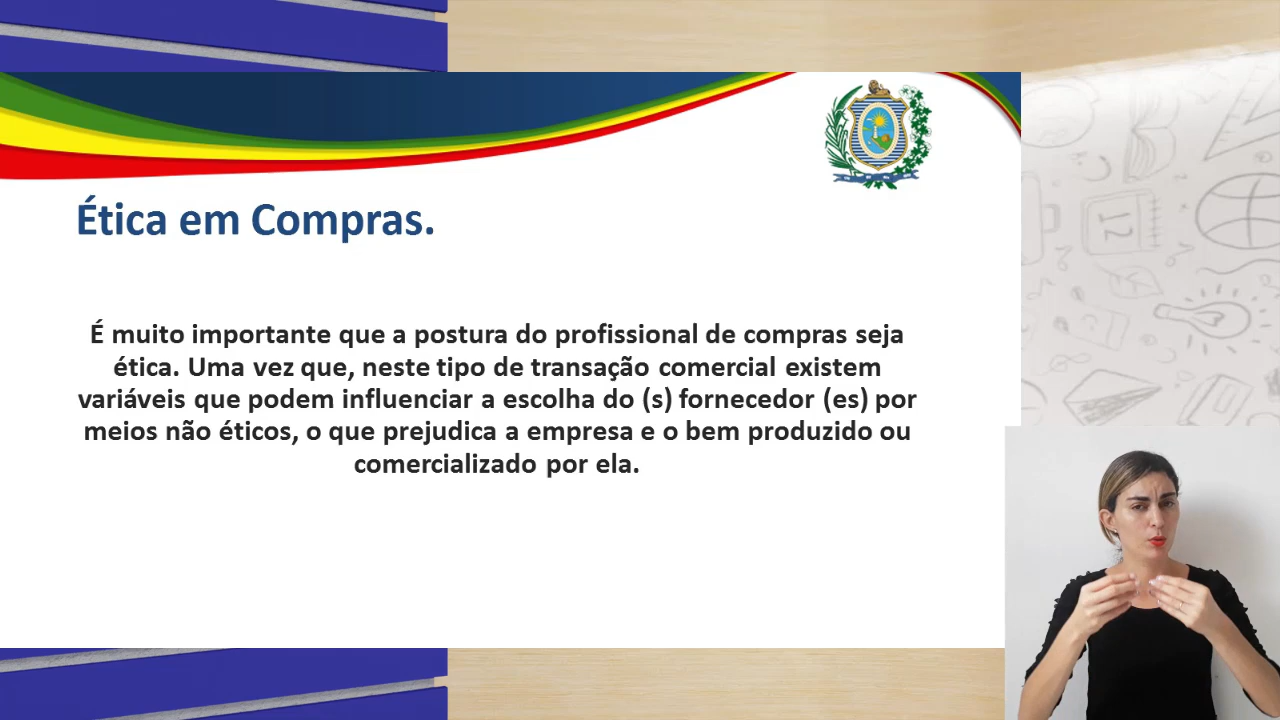 Ética em Compras.
É muito importante que a postura do profissional de compras seja
ética. Uma vez que, neste tipo de transação comercial existem
variáveis que podem influenciar a escolha do (s) fornecedor (es) por
meios não éticos, o que prejudica a empresa e o bem produzido ou
comercializado por ela.
17